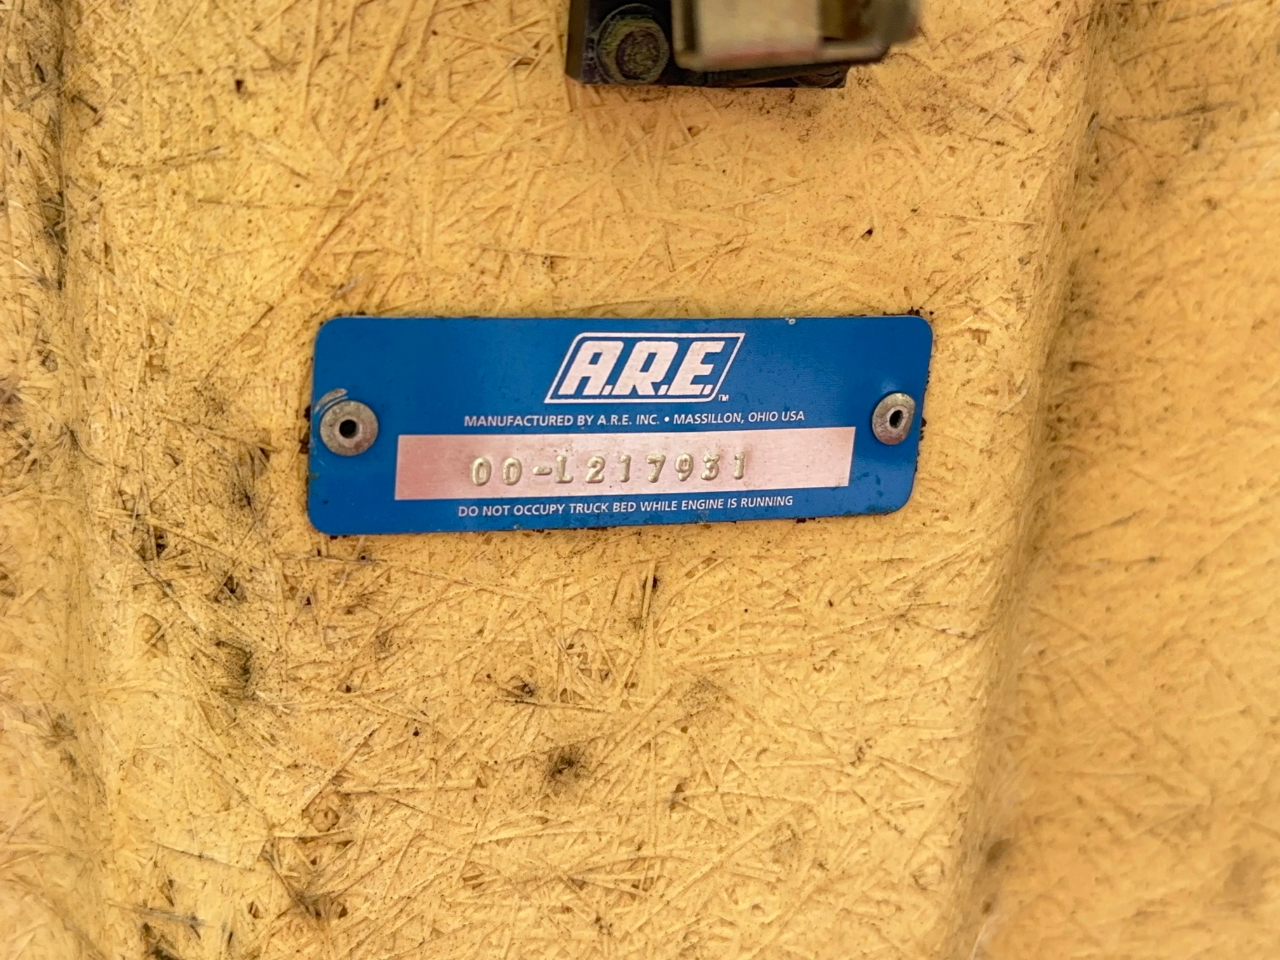 A.R.E.™
MANUFACTURED BY A.R.E. INC. • MASSILLON, OHIO USA
00-L217931
DO NOT OCCUPY TRUCK BED WHILE ENGINE IS RUNNING